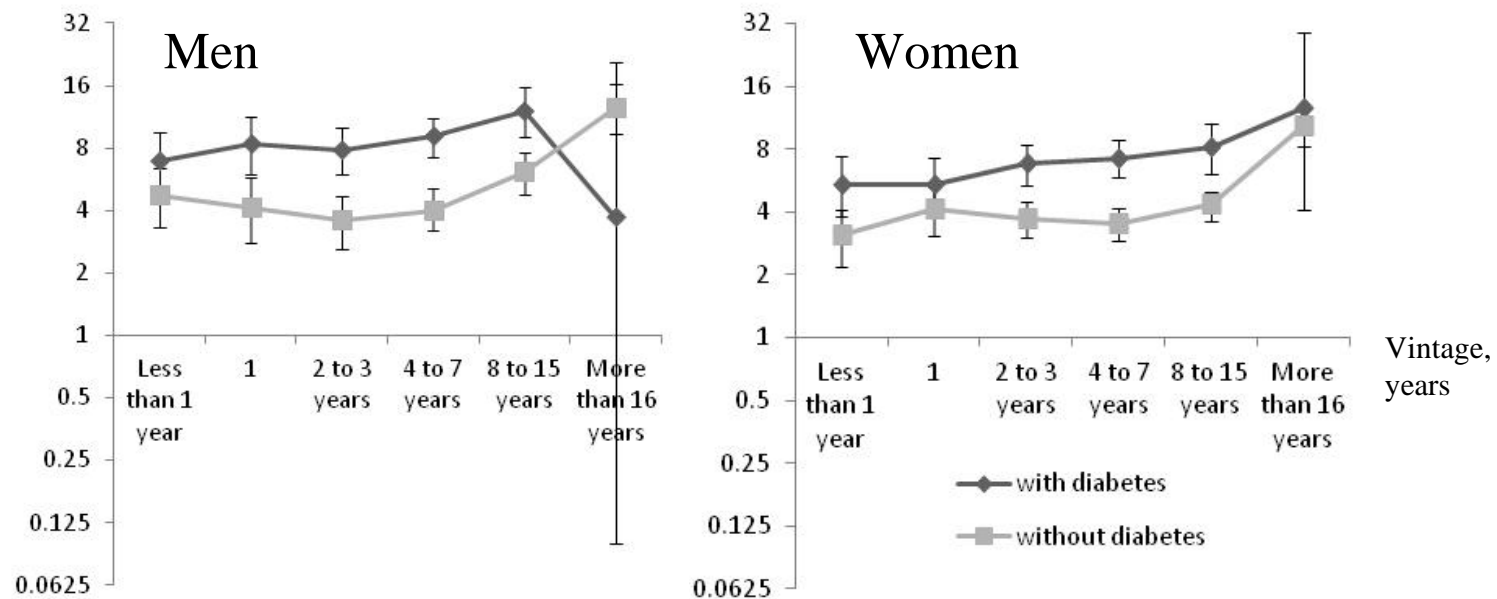 Men
32
16
8
4
2
1
0.5
0.25
0.125
0.0625
Less
than 1
year
1
2 to 3
years
4 to 7
years
8 to 15
years
More
than 16
years
Women
32
16
8
4
2
1
0.5
0.25
0.125
0.0625
Less
than 1
year
1
2 to 3
years
4 to 7
years
8 to 15
years
More
than 16
years
Vintage,
years
with diabetes
without diabetes